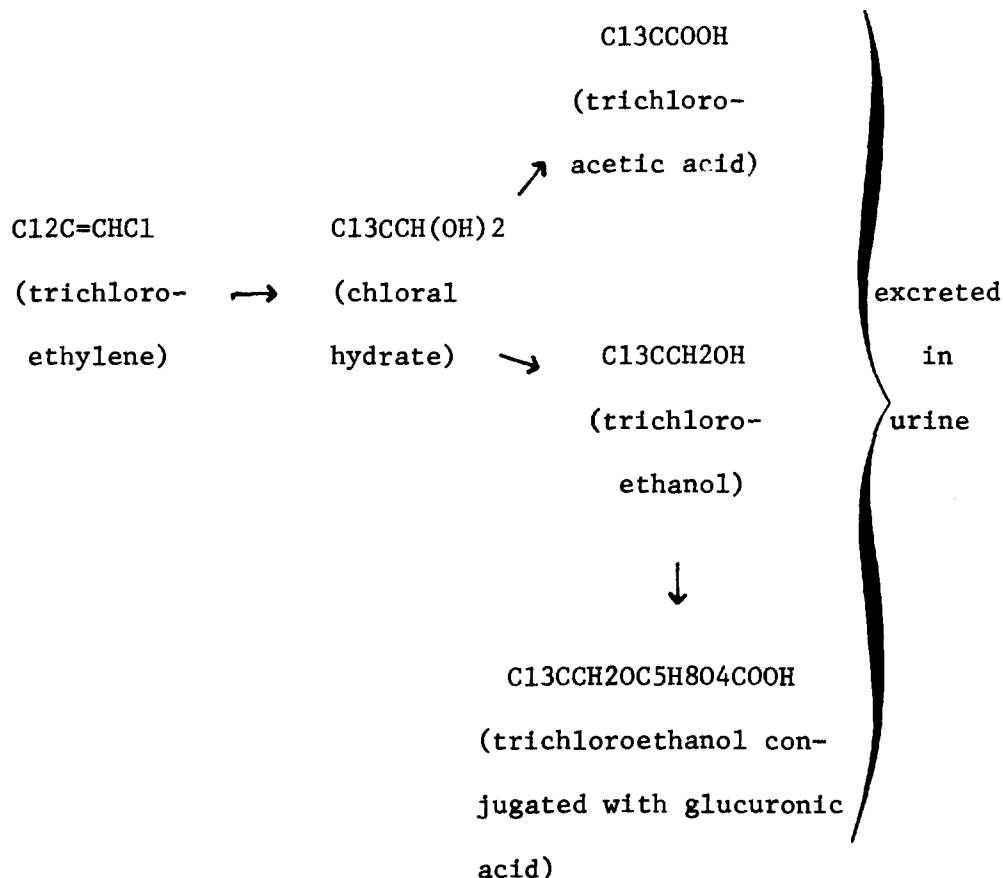 Cl2C=CHCl
(trichloro-
ethylene)
→
Cl3CCH(OH)2
(chloral
hydrate)
→
→
Cl3CCOOH
(trichloro-
acetic acid)
Cl3CCH2OH
(trichloro-
ethanol)
↓
Cl3CCH2OC5H8O4COOH
(trichloroethanol con-
jugated with glucuronic
acid)
excreted
in
urine